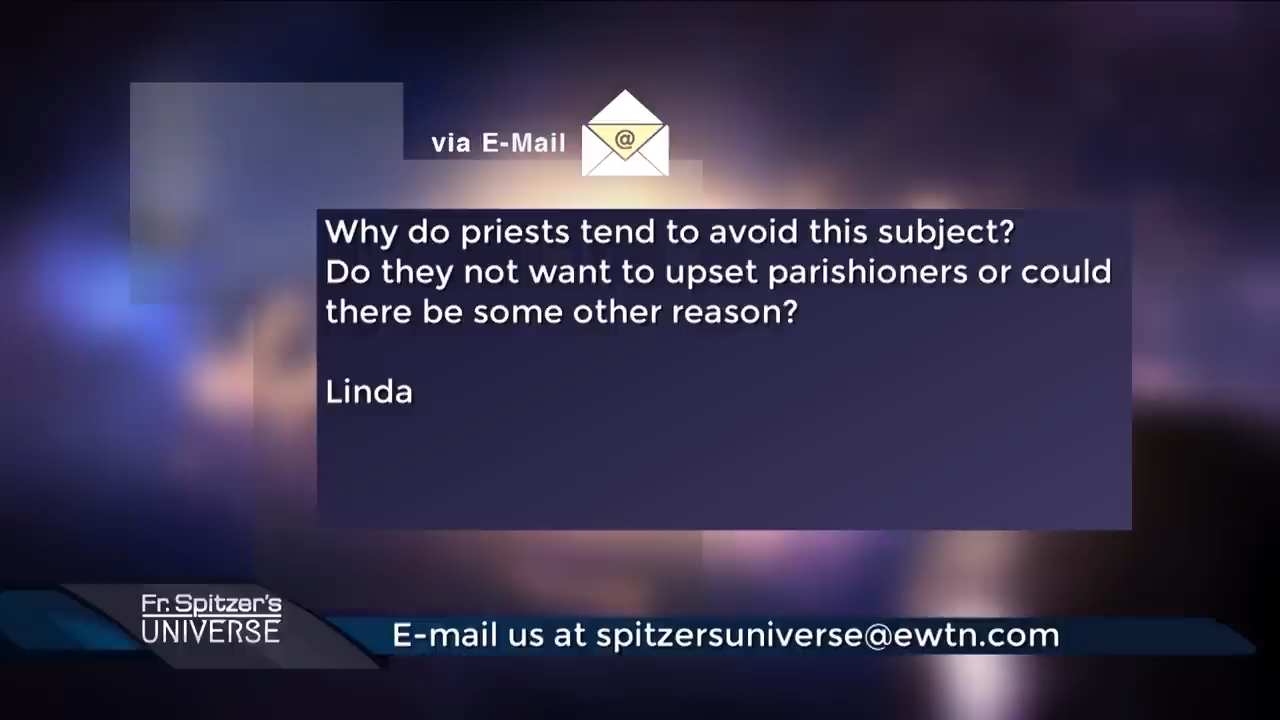 via E-Mail
@
Why do priests tend to avoid this subject?
Do they not want to upset parishioners or could
there be some other reason?
Linda
Fr. Spitzer's
UNIVERSE
E-mail us at spitzersuniverse@ewtn.com